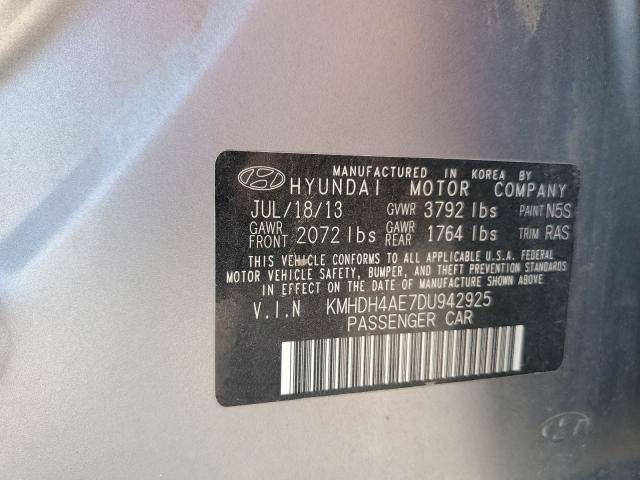 MANUFACTURED IN KOREA BY
HYUNDAI MOTOR COMPANY
JUL/18/13 GVWR 3792 lbs PAINT N5S
GAWR FRONT 2072 lbs GAWR REAR 1764 lbs TRIM RAS
THIS VEHICLE CONFORMS TO ALL APPLICABLE U.S.A. FEDERAL
MOTOR VEHICLE SAFETY, BUMPER, AND THEFT PREVENTION STANDARDS
IN EFFECT ON THE DATE OF MANUFACTURE SHOWN ABOVE
V.I.N KMHDH4AE7DU942925
PASSENGER CAR